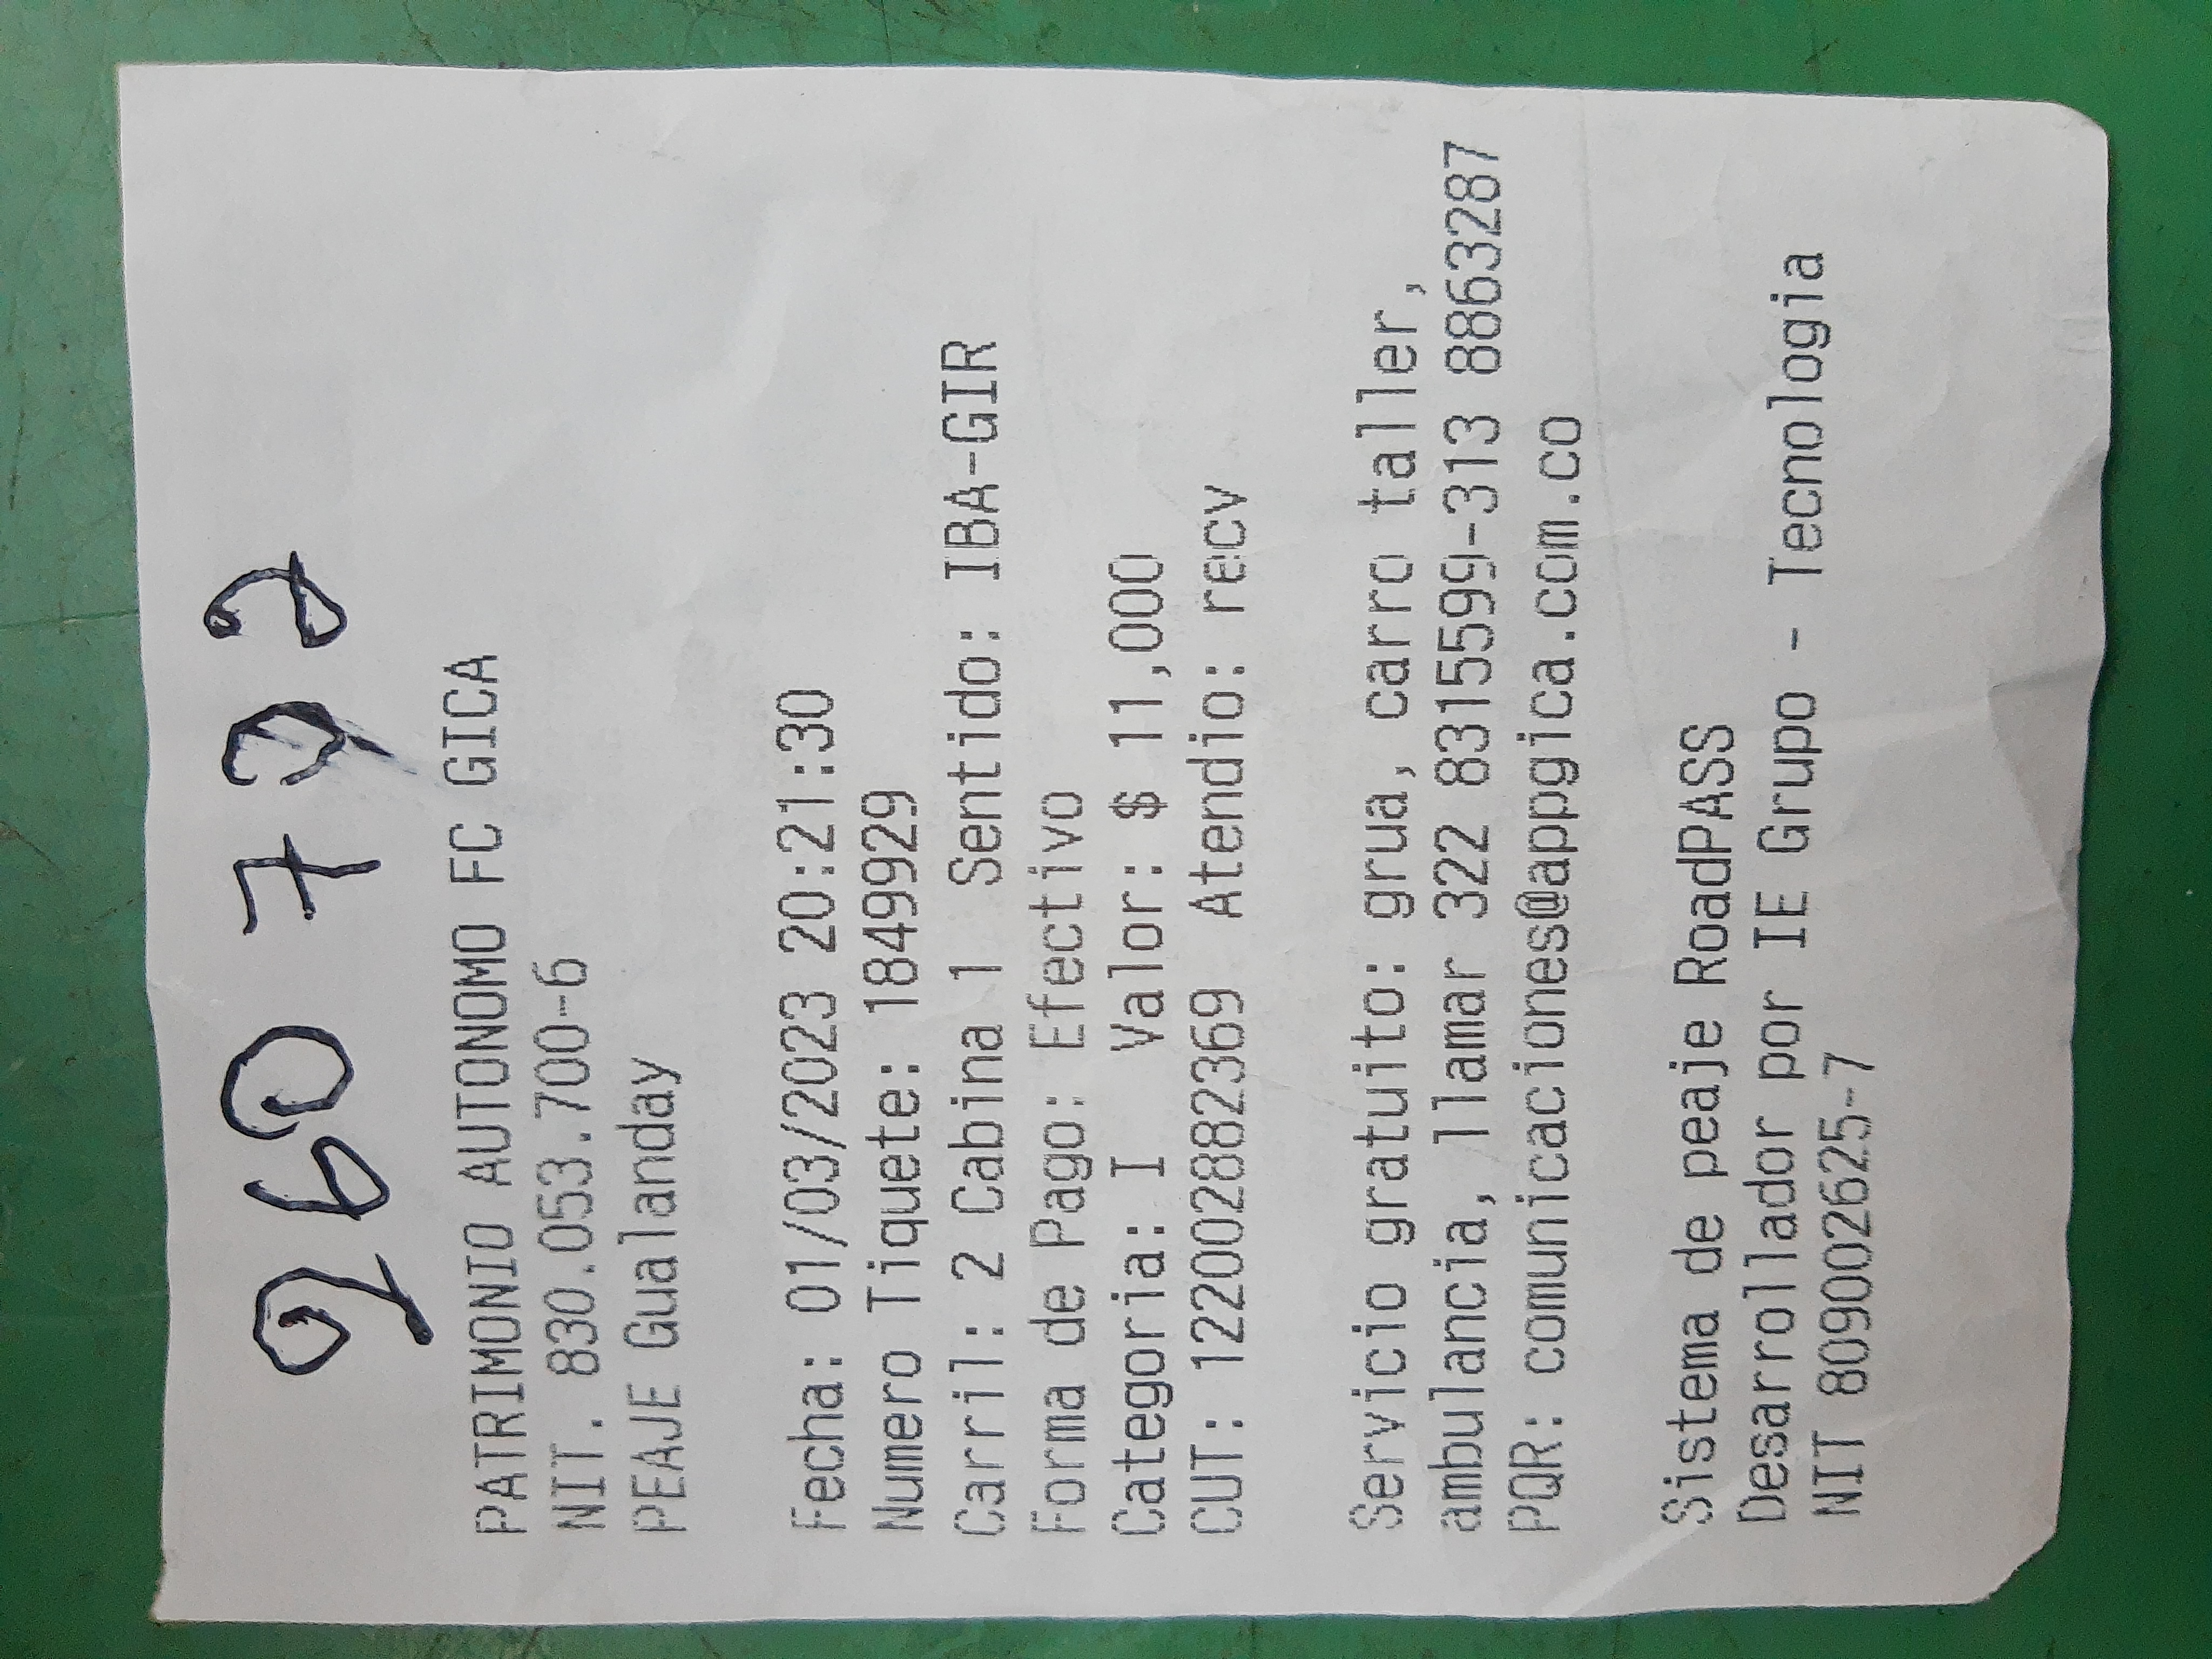 960
PATRIMONIO AUTONOMO FC GICA
NIT. 830.053.700-6
PEAJE Gualanday
Fecha: 01/03/2023 20:21:30
Numero Tiquete: 1849929
Carril: 2 Cabina 1 Sentido: IBA-GIR
Forma de Pago: Efectivo
Categoria: I Valor: $ 11,000
CUT: 122002882369 Atendio: recv
Servicio gratuito: grua, carro taller,
ambulancia, llamar 322 8315599-313 8863287
PQR: comunicaciones@appgica.com.co
Sistema de peaje RoadPASS
Desarrollador por IE Grupo - Tecnologia
NIT 809002625-7